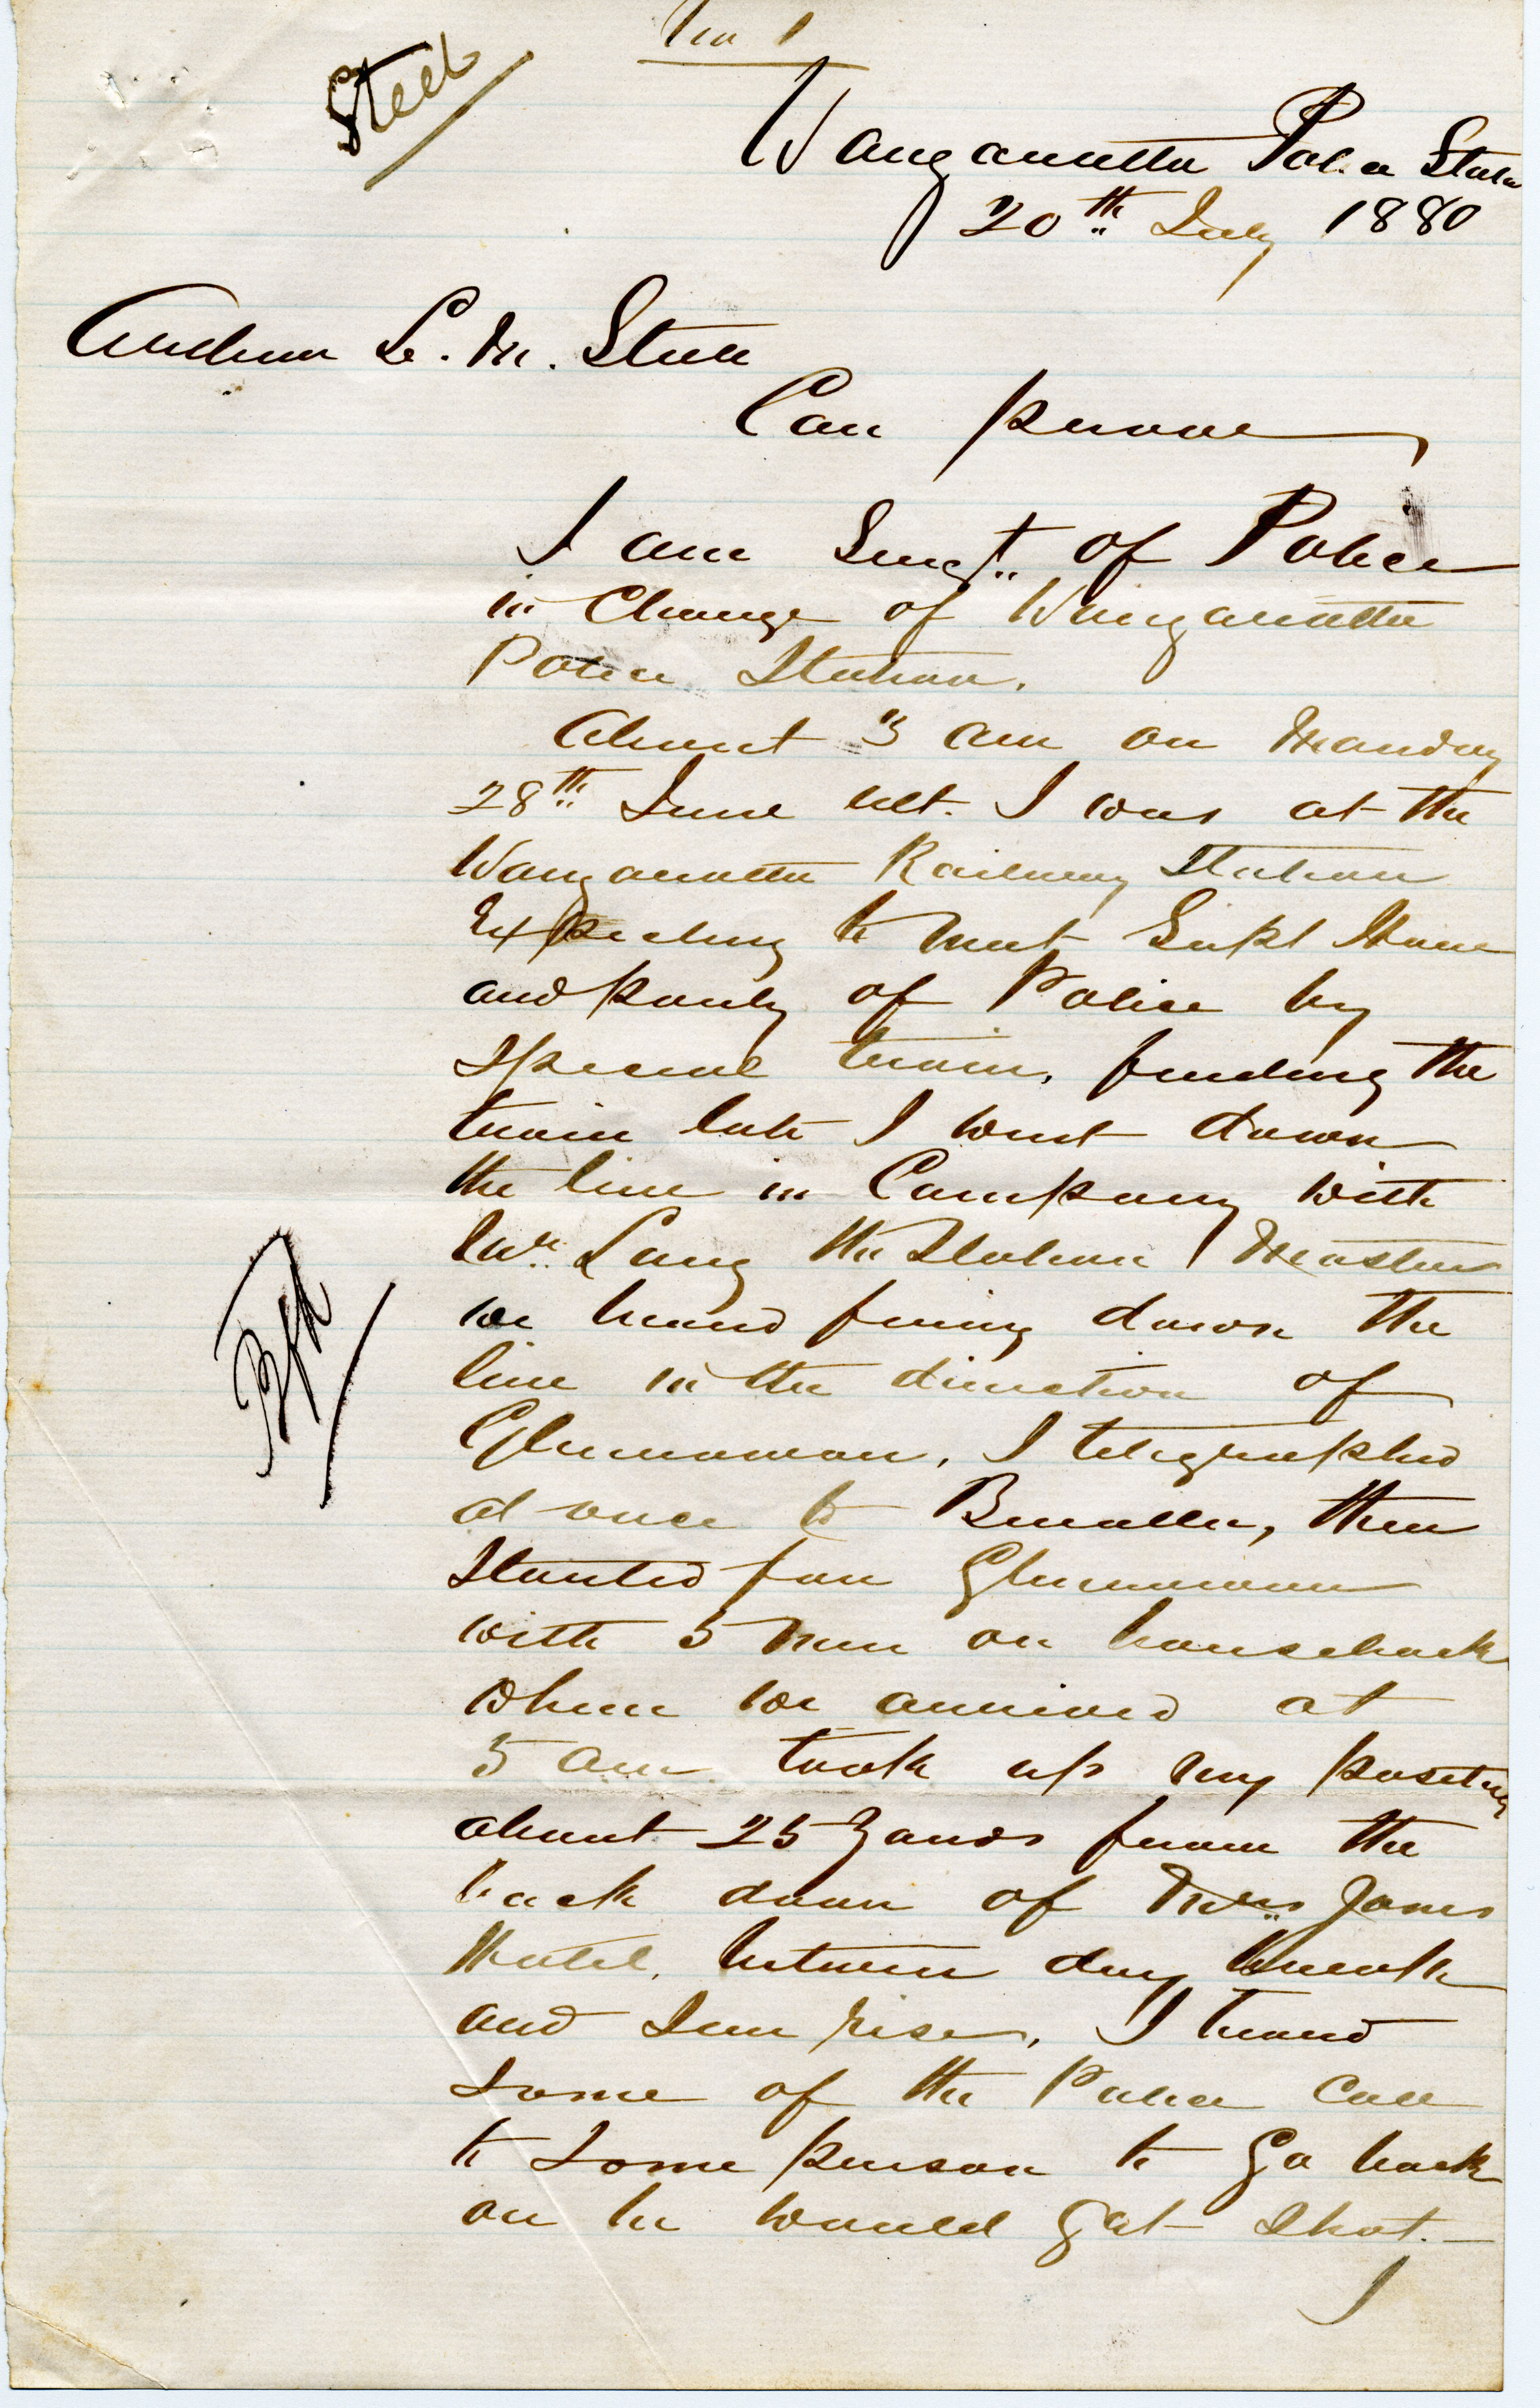 No 1
Steele
Wangaratta Police Station
20th July 1880
Arthur L. M. Steele
Can prove
I am Sergt. of Police
in Charge of Wangaratta
Police Station.
About 3 am on Monday
28th June ult. I was at the
Wangaratta Railway Station
Expecting to meet Supt Hare
and party of Police by
Special train. finding the
train late I went down
the line in Company with
Mr. Lang the Station Master
we heard firing down the
line in the direction of
Glenrowan. I telegraphed
at once to Benalla, then
Started for Glenrowan
with 5 men on horseback
where we arrived at
5 am took up my position
about 25 yards from the
back door of Mrs Jones
Hotel. between day break
and Sun rise. I heard
some of the Police call
to some person to Go back
or he would get shot.
I